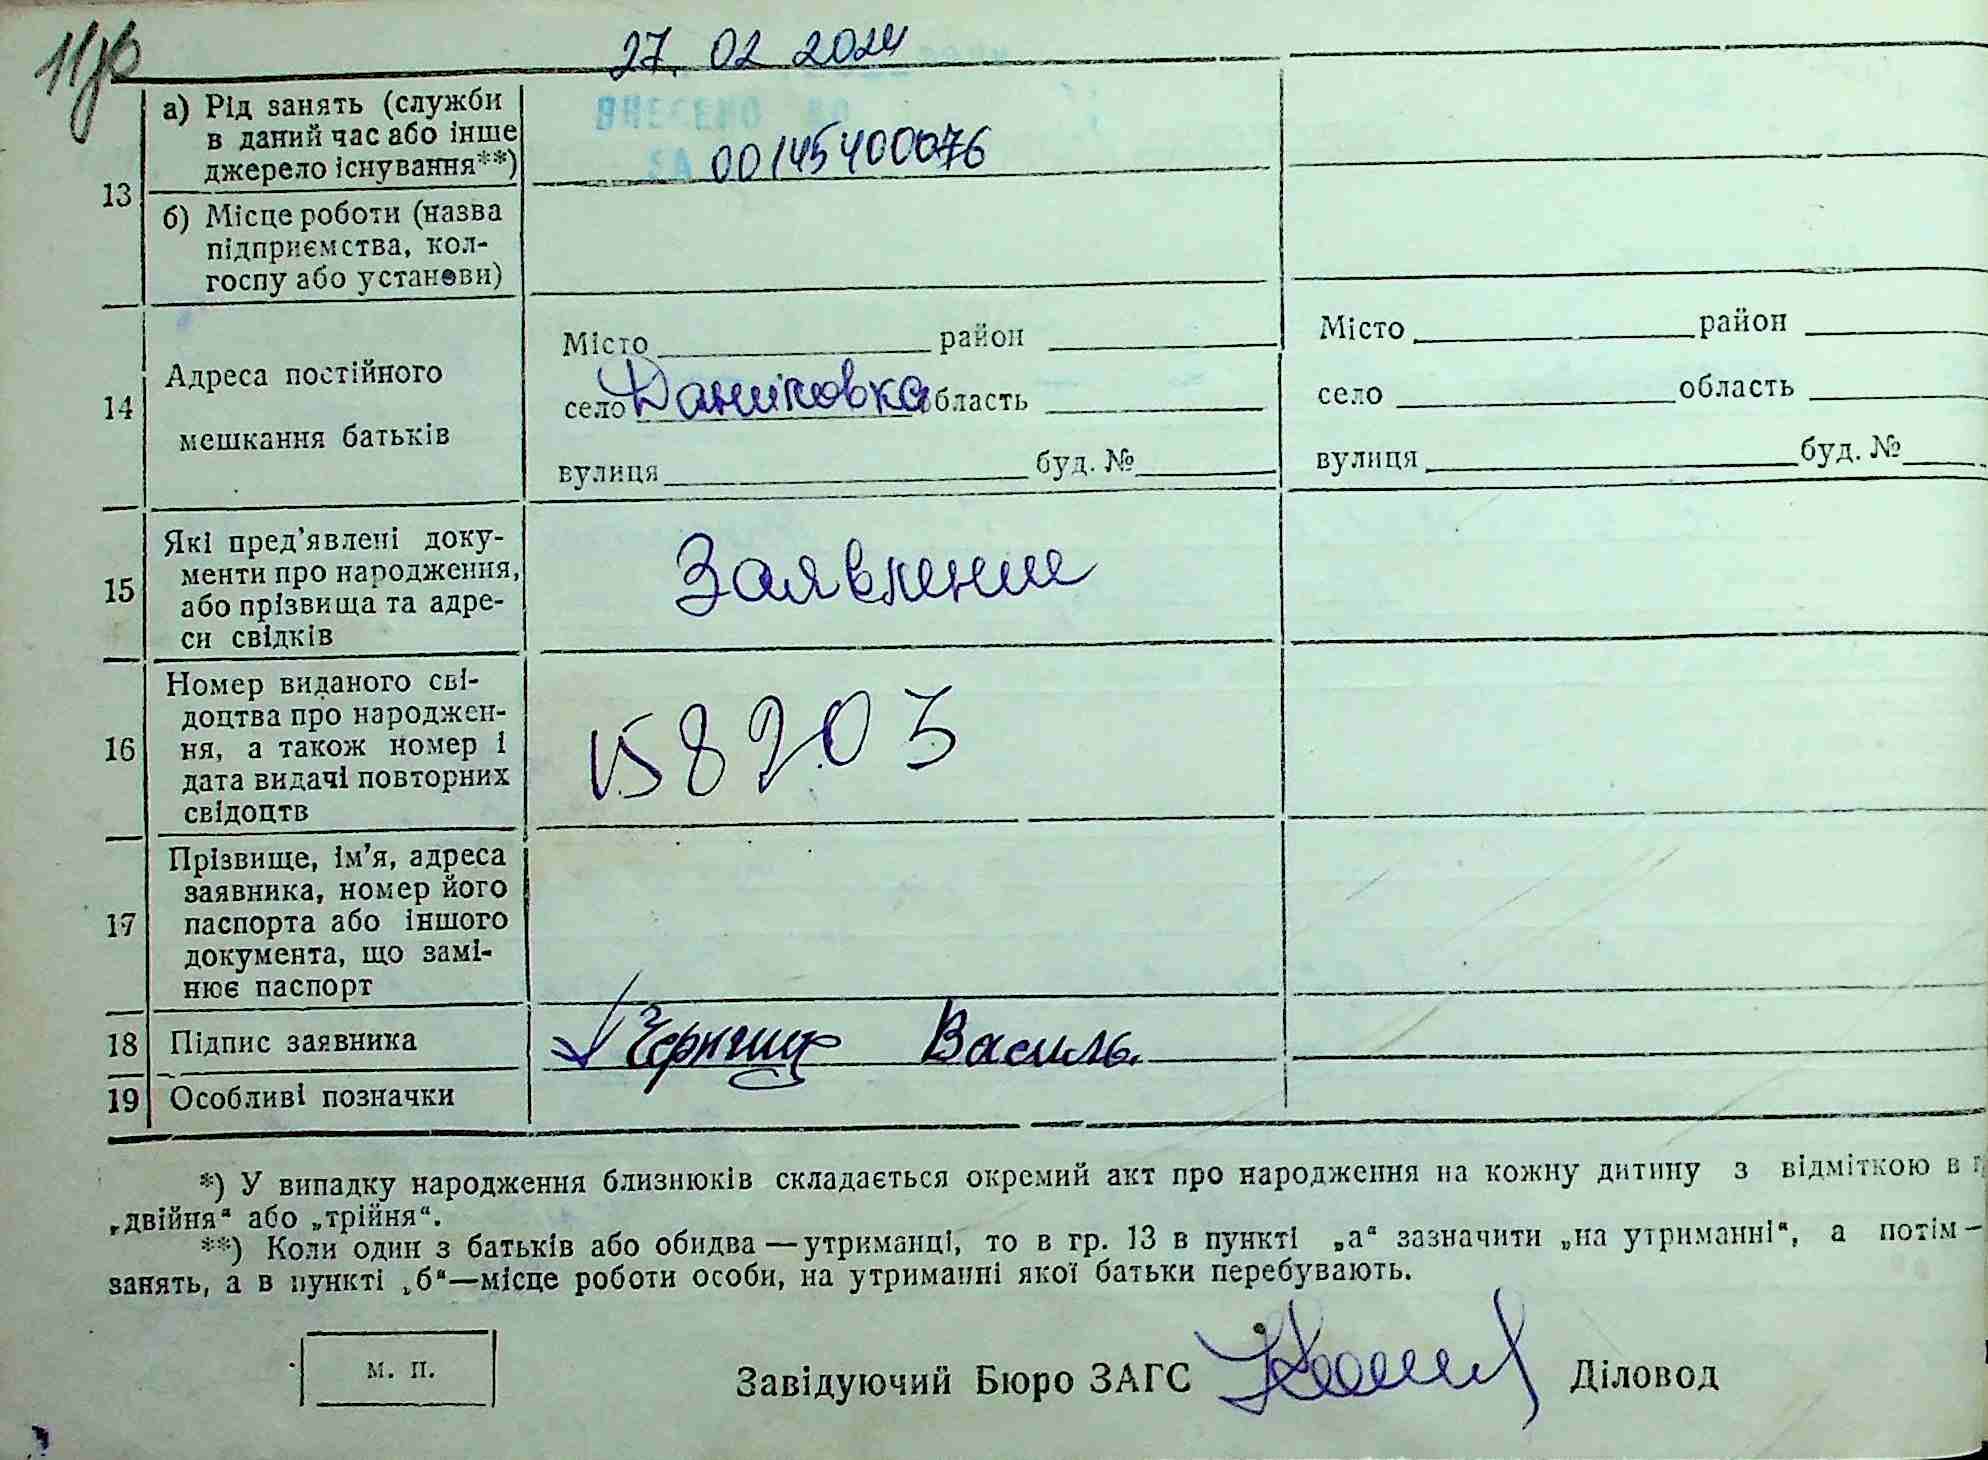 27.02 2024
ВНЕСЕНО ДО
ЗА 00145400076
13
а) Рід занять (служби
в даний час або інше
джерело існування**)
б) Місце роботи (назва
підприємства, кол-
госпу або установи)
14
Адреса постійного
мешкання батьків
Місто район
село Даниковка область
вулиця буд. №
Місто район
село область
вулиця буд. №
15
Які пред'явлені доку-
менти про народження,
або прізвища та адре-
си свідків
Заявление
16
Номер виданого сві-
доцтва про народжен-
ня, а також номер і
дата видачі повторних
свідоцтв
17
Прізвище, ім'я, адреса
заявника, номер його
паспорта або іншого
документа, що замі-
нює паспорт
18 Підпис заявника Василь.
19 Особливі позначки
*) У випадку народження близнюків складається окремий акт про народження на кожну дитину з відміткою в
„двійня“ або „трійня“.
**) Коли один з батьків або обидва — утриманці, то в гр. 13 в пункті „а“ зазначити „на утриманні“, а потім —
занять, а в пункті „б“—місце роботи особи, на утриманні якої батьки перебувають.
М. П.
Завідуючий Бюро ЗАГС Діловод